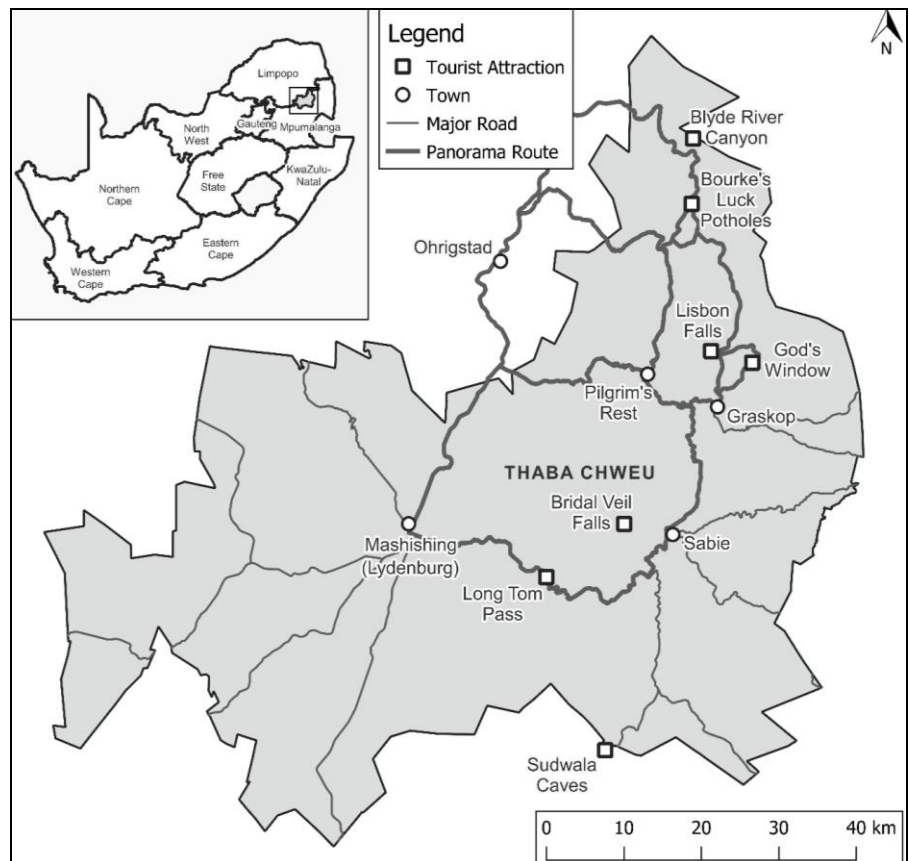 Limpopo
North
West
Gauteng
Mpumalanga
Free
State
KwaZulu-
Natal
Northern
Cape
Eastern
Cape
Western
Cape
Legend
Tourist Attraction
Town
Major Road
Panorama Route
N
Blyde River
Canyon
Bourke's
Luck
Potholes
Ohrigstad
Lisbon
Falls
God's
Window
Pilgrim's
Rest
Graskop
THABA CHWEU
Bridal Veil
Falls
Mashishing
(Lydenburg)
Sabie
Long Tom
Pass
Sudwala
Caves
0 10 20 30 40 km